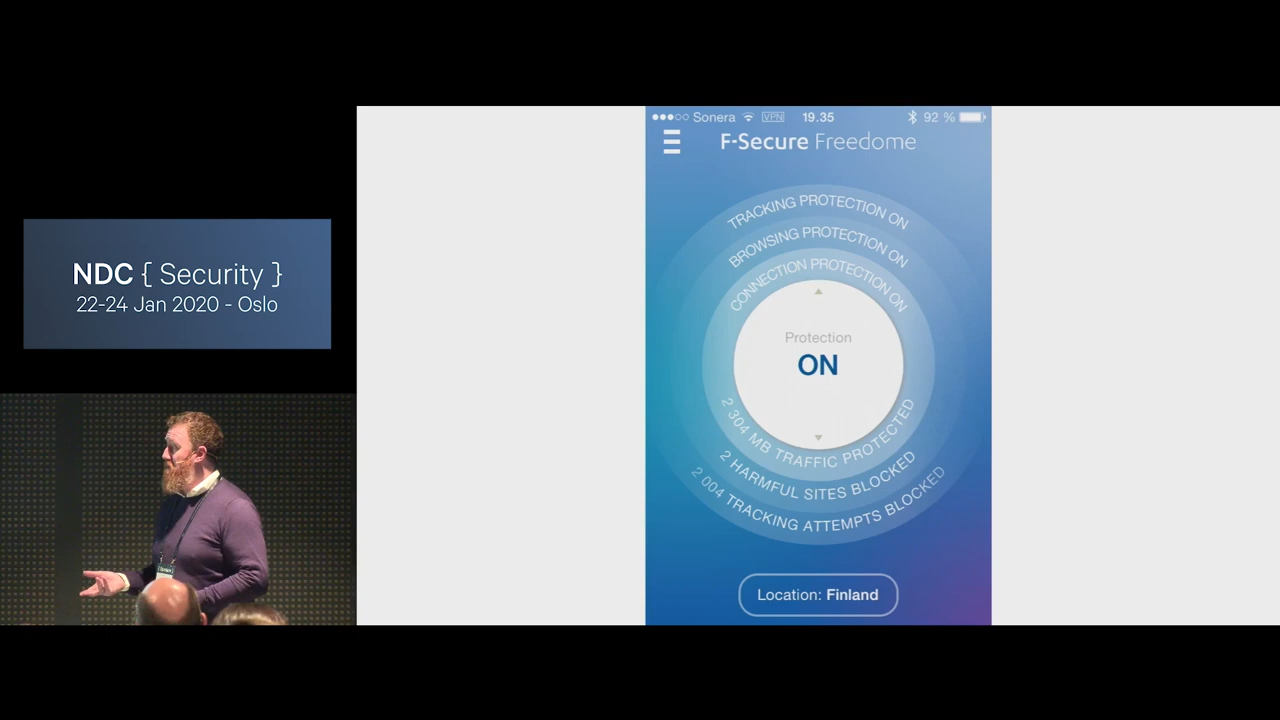 NDC { Security }
22-24 Jan 2020 - Oslo
Sonera VPN 19.35 92 %
F-Secure Freedome
TRACKING PROTECTION ON
BROWSING PROTECTION ON
CONNECTION PROTECTION ON
Protection
ON
2 304 MB TRAFFIC PROTECTED
2 HARMFUL SITES BLOCKED
2 004 TRACKING ATTEMPTS BLOCKED
Location: Finland